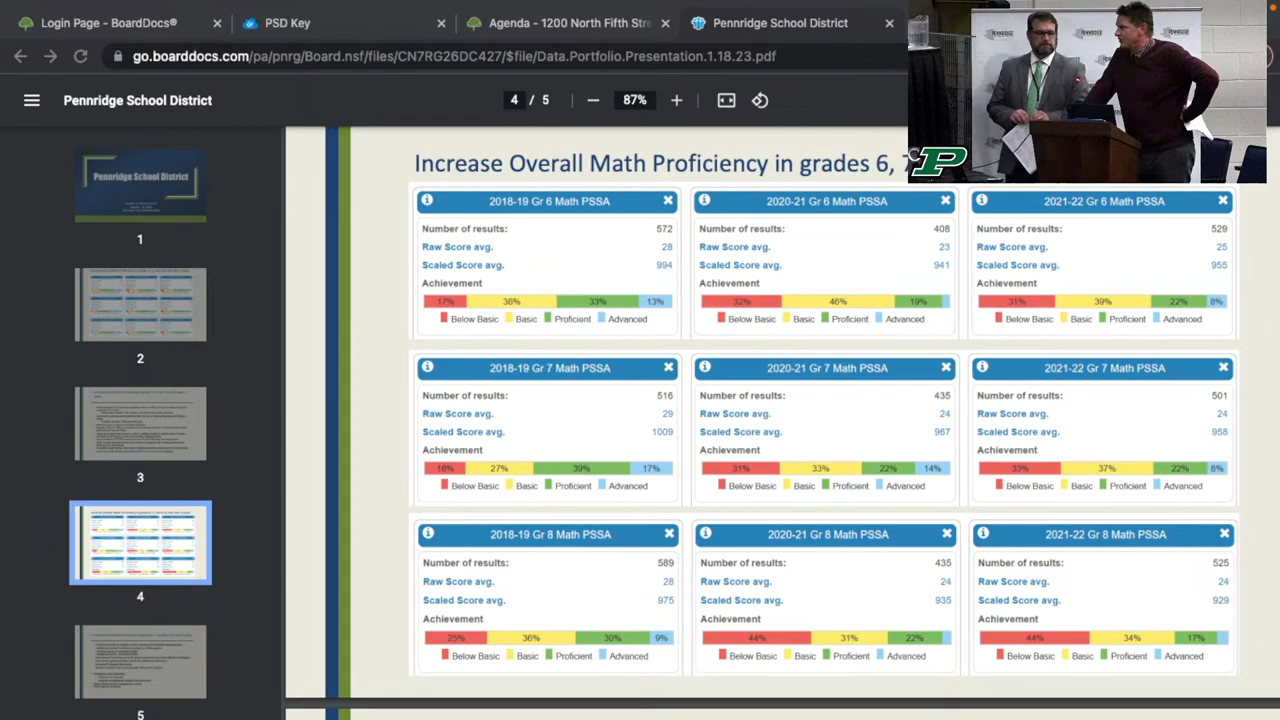 Login Page - BoardDocs®
SD Key
Agenda - 1200 North Fifth Stre
Pennridge School District
go.boarddocs.com/pa/pnrg/Board.nsf/files/CN7RG26DC427/$file/Data.Portfolio.Presentation.1.18.23.pdf
Pennridge School District
4 / 5
87%
Pennridge School District
1
2
3
4
5
PENNRIDGE
P
Increase Overall Math Proficiency in grades 6,
2018-19 Gr 6 Math PSSA
Number of results: 572
Raw Score avg. 28
Scaled Score avg. 994
Achievement
17% 36% 33% 13%
Below Basic Basic Proficient Advanced
2020-21 Gr 6 Math PSSA
Number of results: 408
Raw Score avg. 23
Scaled Score avg. 941
Achievement
32% 46% 19%
Below Basic Basic Proficient Advanced
2021-22 Gr 6 Math PSSA
Number of results: 529
Raw Score avg. 25
Scaled Score avg. 955
Achievement
31% 39% 22% 8%
Below Basic Basic Proficient Advanced
2018-19 Gr 7 Math PSSA
Number of results: 516
Raw Score avg. 29
Scaled Score avg. 1009
Achievement
16% 27% 39% 17%
Below Basic Basic Proficient Advanced
2020-21 Gr 7 Math PSSA
Number of results: 435
Raw Score avg. 24
Scaled Score avg. 967
Achievement
31% 33% 22% 14%
Below Basic Basic Proficient Advanced
2021-22 Gr 7 Math PSSA
Number of results: 501
Raw Score avg. 24
Scaled Score avg. 958
Achievement
33% 37% 22% 8%
Below Basic Basic Proficient Advanced
2018-19 Gr 8 Math PSSA
Number of results: 589
Raw Score avg. 28
Scaled Score avg. 975
Achievement
25% 36% 30% 9%
Below Basic Basic Proficient Advanced
2020-21 Gr 8 Math PSSA
Number of results: 435
Raw Score avg. 24
Scaled Score avg. 935
Achievement
44% 31% 22%
Below Basic Basic Proficient Advanced
2021-22 Gr 8 Math PSSA
Number of results: 525
Raw Score avg. 24
Scaled Score avg. 929
Achievement
44% 34% 17%
Below Basic Basic Proficient Advanced